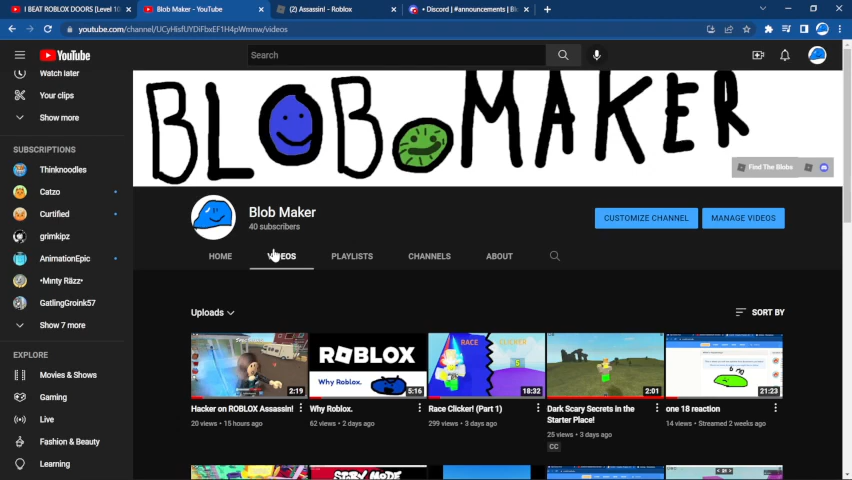 I BEAT ROBLOX DOORS (Level 10
Blob Maker - YouTube
(2) Assassin! - Roblox
• Discord | #announcements | Bl
youtube.com/channel/UCyHisfUYDiFbxEF1H4pWmnw/videos
YouTube
Search
Watch later
Your clips
Show more
SUBSCRIPTIONS
Thinknoodles
Catzo
Curtified
grimkipz
AnimationEpic
•Mınty Räzz•
GatlingGroink57
Show 7 more
EXPLORE
Movies & Shows
Gaming
Live
Fashion & Beauty
Learning
BLOB MAKER
Find The Blobs
Blob Maker
40 subscribers
CUSTOMIZE CHANNEL
MANAGE VIDEOS
HOME
VIDEOS
PLAYLISTS
CHANNELS
ABOUT
Uploads
SORT BY
2:19
Hacker on ROBLOX Assassin!
20 views • 15 hours ago
ROBLOX
Why Roblox.
5:16
Why Roblox.
62 views • 2 days ago
RACE
CLICKER
18:32
Race Clicker! (Part 1)
299 views • 3 days ago
2:01
Dark Scary Secrets in the
Starter Place!
25 views • 3 days ago
CC
21:23
one 18 reaction
14 views • Streamed 2 weeks ago